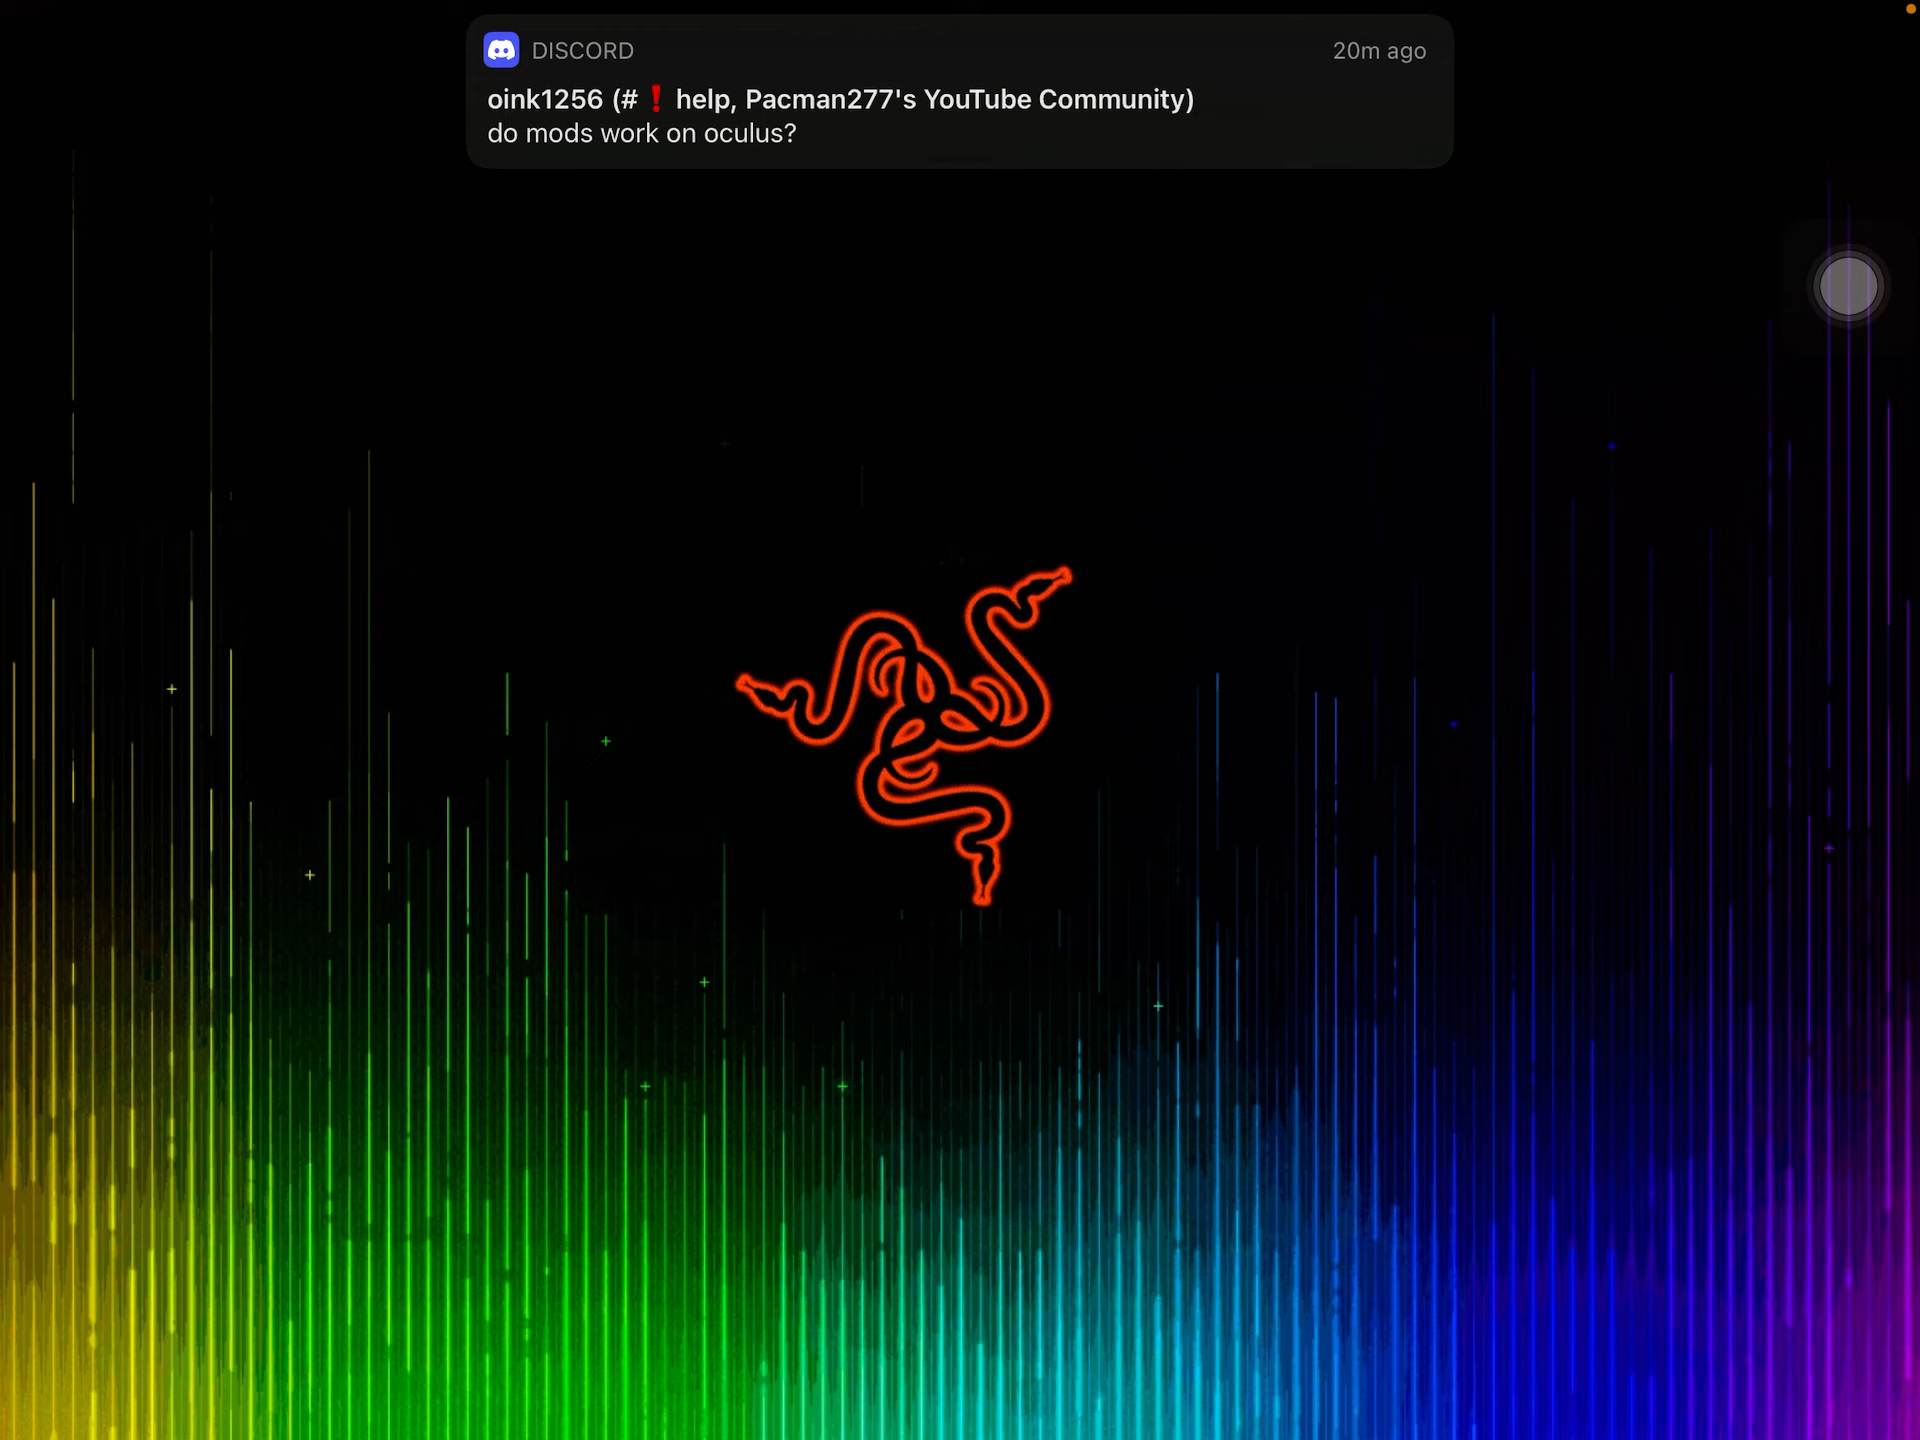 DISCORD 20m ago
oink1256 (#❗ help, Pacman277's YouTube Community)
do mods work on oculus?